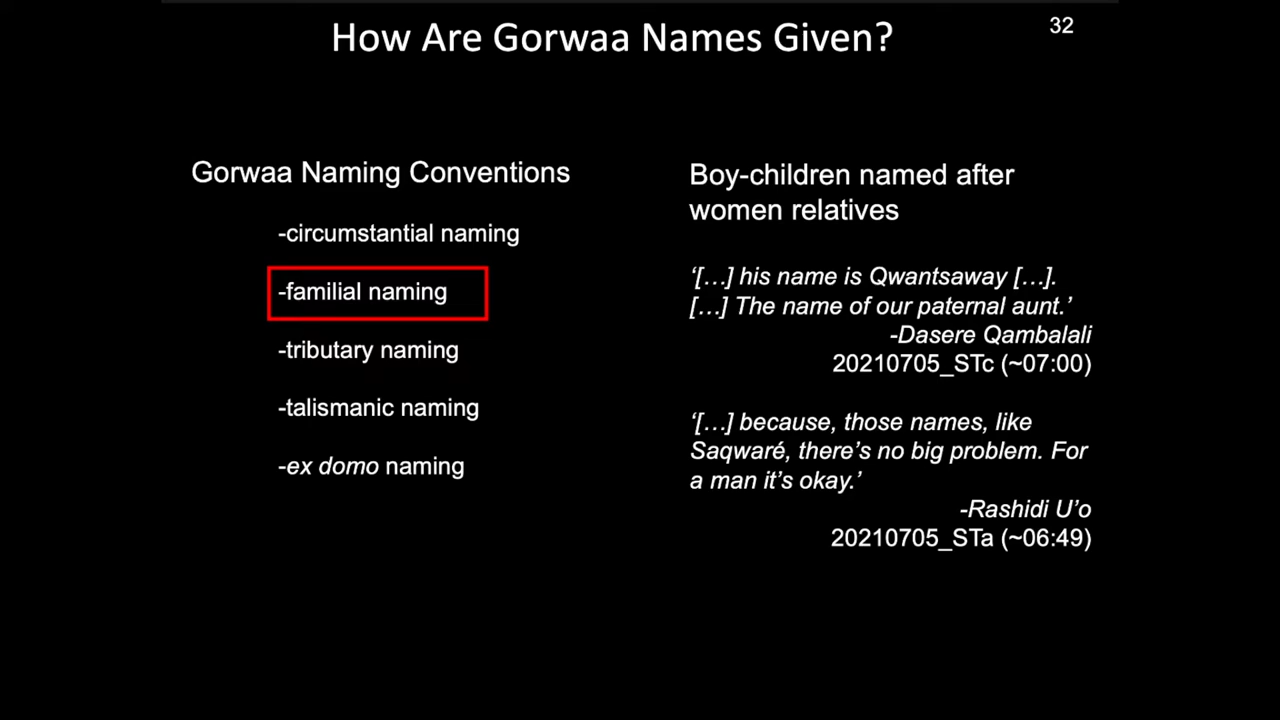 How Are Gorwaa Names Given?
32
Gorwaa Naming Conventions
-circumstantial naming
-familial naming
-tributary naming
-talismanic naming
-ex domo naming
Boy-children named after
women relatives
‘[…] his name is Qwantsaway […].
[…] The name of our paternal aunt.’
-Dasere Qambalali
20210705_STc (~07:00)
‘[…] because, those names, like
Saqwaré, there’s no big problem. For
a man it’s okay.’
-Rashidi U’o
20210705_STa (~06:49)